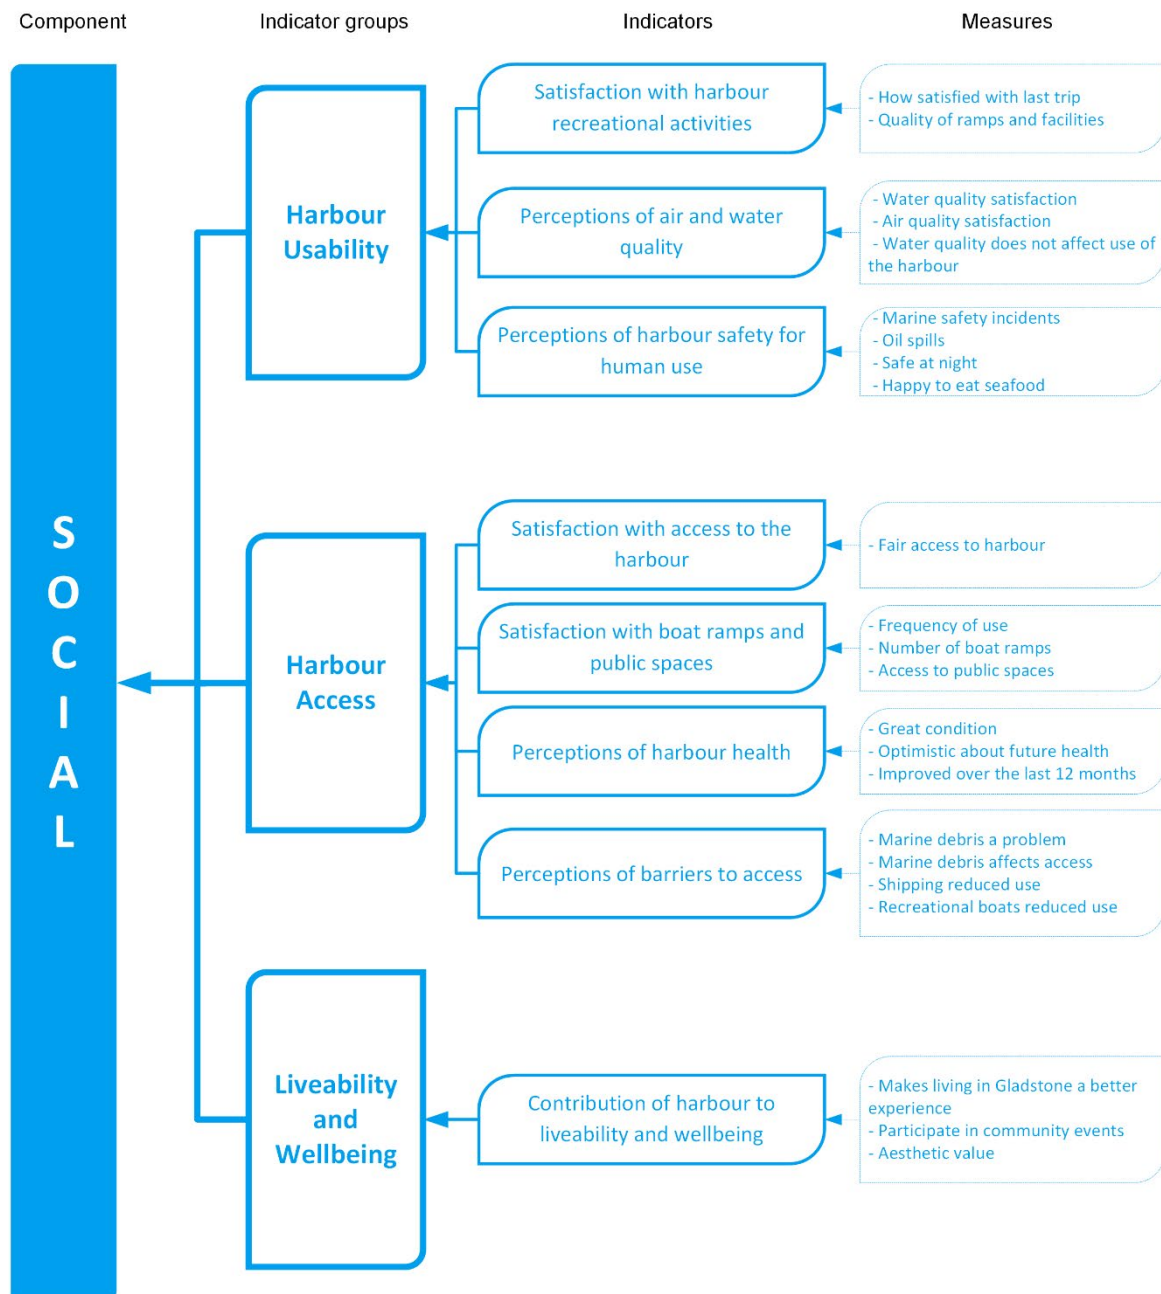 Component
Indicator groups
Indicators
Measures
SOCIAL
Harbour
Usability
Satisfaction with harbour
recreational activities
- How satisfied with last trip
- Quality of ramps and facilities
Perceptions of air and water
quality
- Water quality satisfaction
- Air quality satisfaction
- Water quality does not affect use of
the harbour
Perceptions of harbour safety for
human use
- Marine safety incidents
- Oil spills
- Safe at night
- Happy to eat seafood
Harbour
Access
Satisfaction with access to the
harbour
- Fair access to harbour
Satisfaction with boat ramps and
public spaces
- Frequency of use
- Number of boat ramps
- Access to public spaces
Perceptions of harbour health
- Great condition
- Optimistic about future health
- Improved over the last 12 months
Perceptions of barriers to access
- Marine debris a problem
- Marine debris affects access
- Shipping reduced use
- Recreational boats reduced use
Liveability
and
Wellbeing
Contribution of harbour to
liveability and wellbeing
- Makes living in Gladstone a better
experience
- Participate in community events
- Aesthetic value